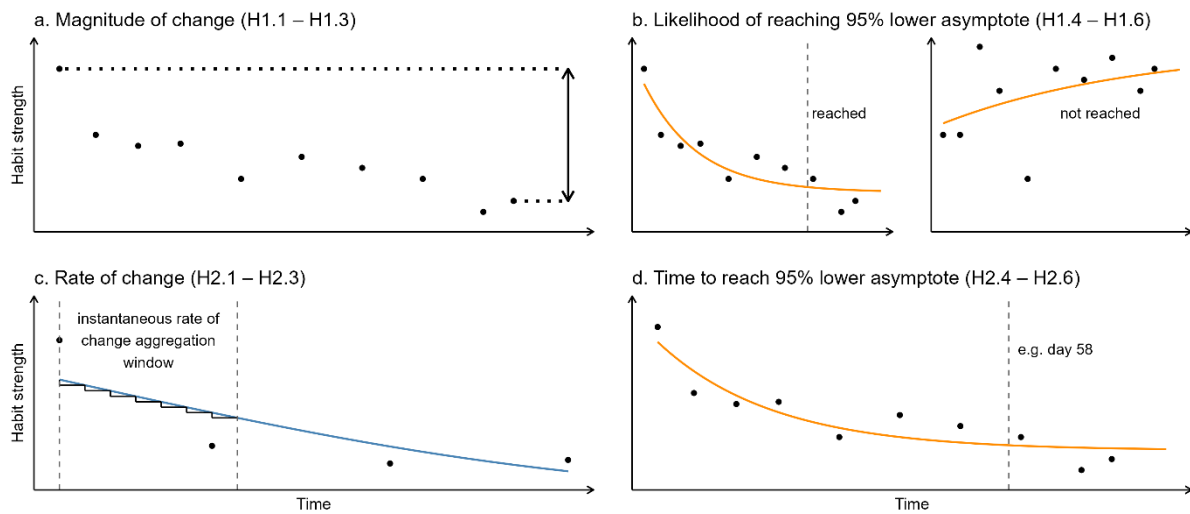 a. Magnitude of change (H1.1 – H1.3)
b. Likelihood of reaching 95% lower asymptote (H1.4 – H1.6)
Habit strength
reached
not reached
c. Rate of change (H2.1 – H2.3)
d. Time to reach 95% lower asymptote (H2.4 – H2.6)
Habit strength
instantaneous rate of
change aggregation
window
e.g. day 58
Time
Time